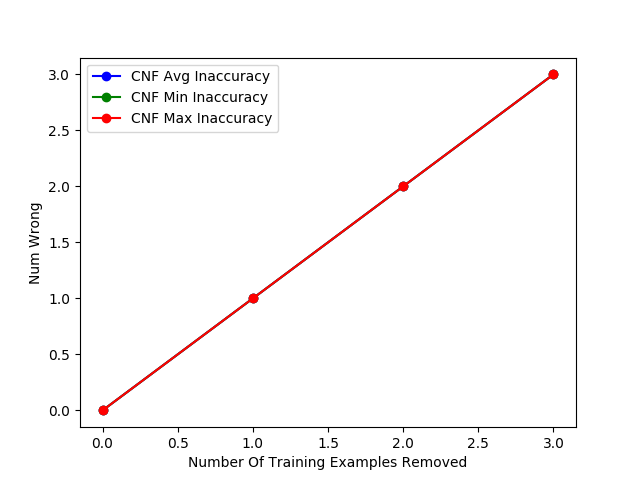 CNF Avg Inaccuracy
CNF Min Inaccuracy
CNF Max Inaccuracy
3.0
2.5
2.0
1.5
1.0
0.5
0.0
Num Wrong
0.0 0.5 1.0 1.5 2.0 2.5 3.0
Number Of Training Examples Removed